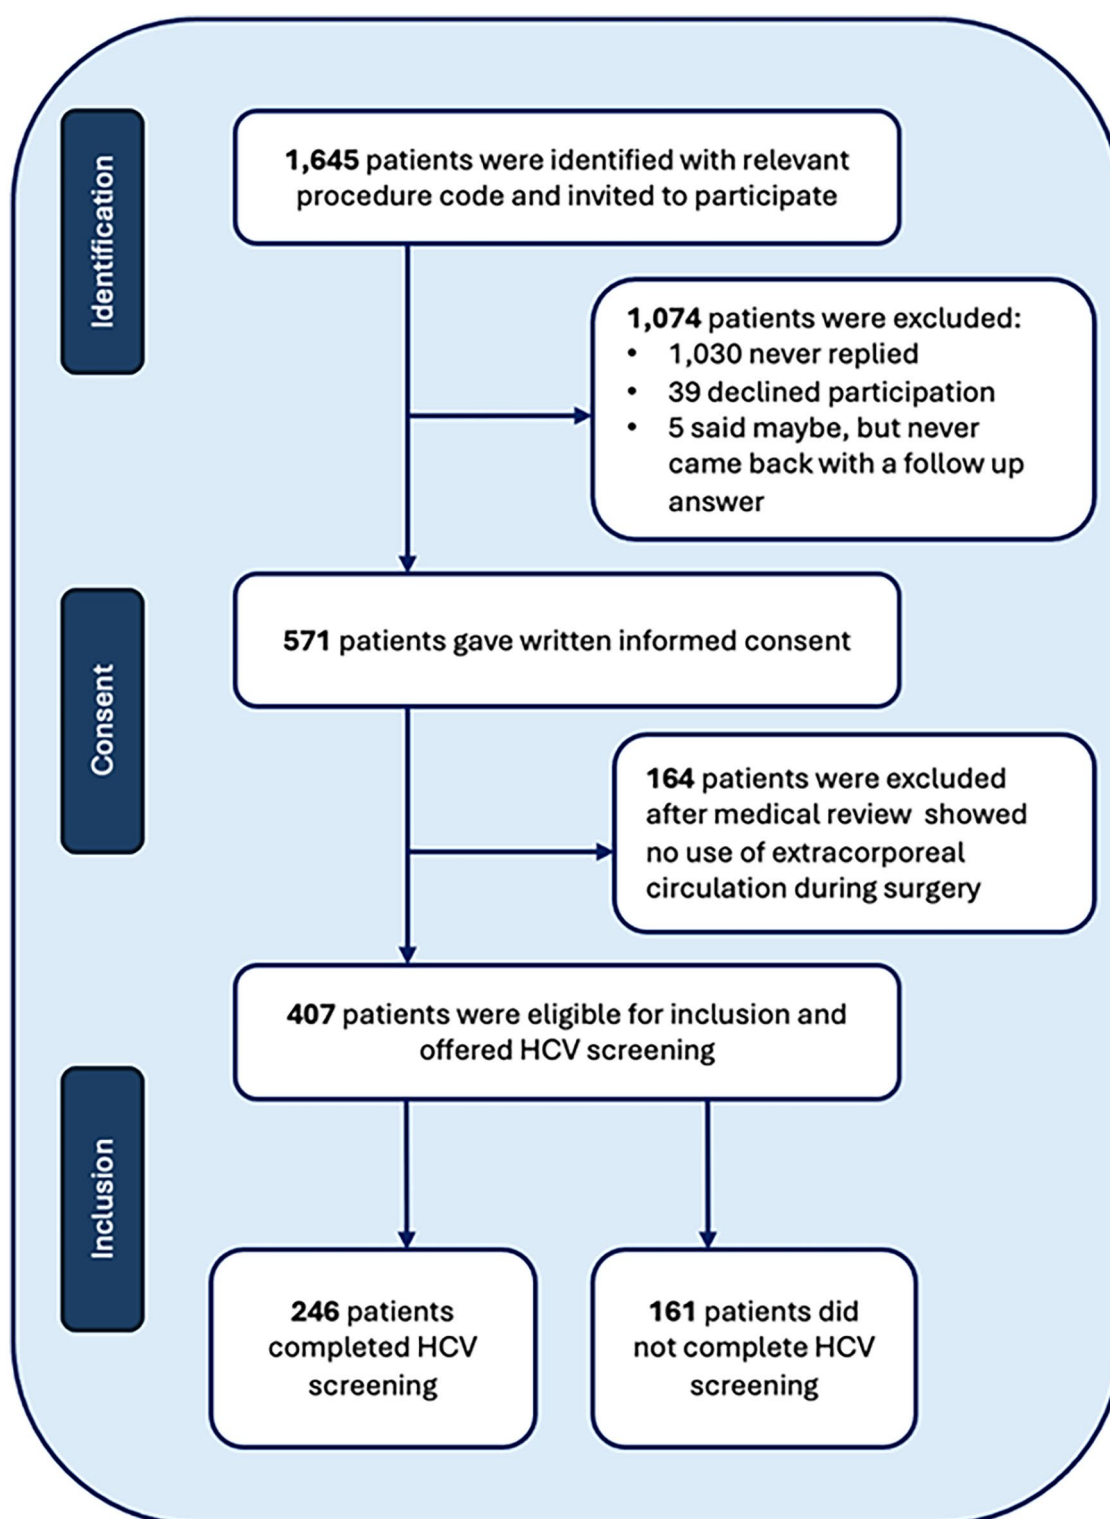 Identification
1,645 patients were identified with relevant
procedure code and invited to participate
1,074 patients were excluded:
• 1,030 never replied
• 39 declined participation
• 5 said maybe, but never
came back with a follow up
answer
Consent
571 patients gave written informed consent
164 patients were excluded
after medical review showed
no use of extracorporeal
circulation during surgery
Inclusion
407 patients were eligible for inclusion and
offered HCV screening
246 patients
completed HCV
screening
161 patients did
not complete HCV
screening